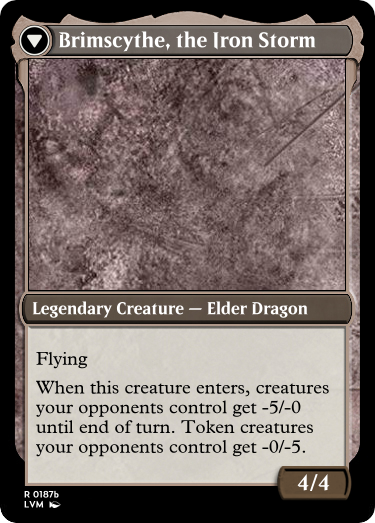 Brimscythe, the Iron Storm
Legendary Creature — Elder Dragon
Flying
When this creature enters, creatures
your opponents control get -5/-0
until end of turn. Token creatures
your opponents control get -0/-5.
4/4
R 0187b
LVM